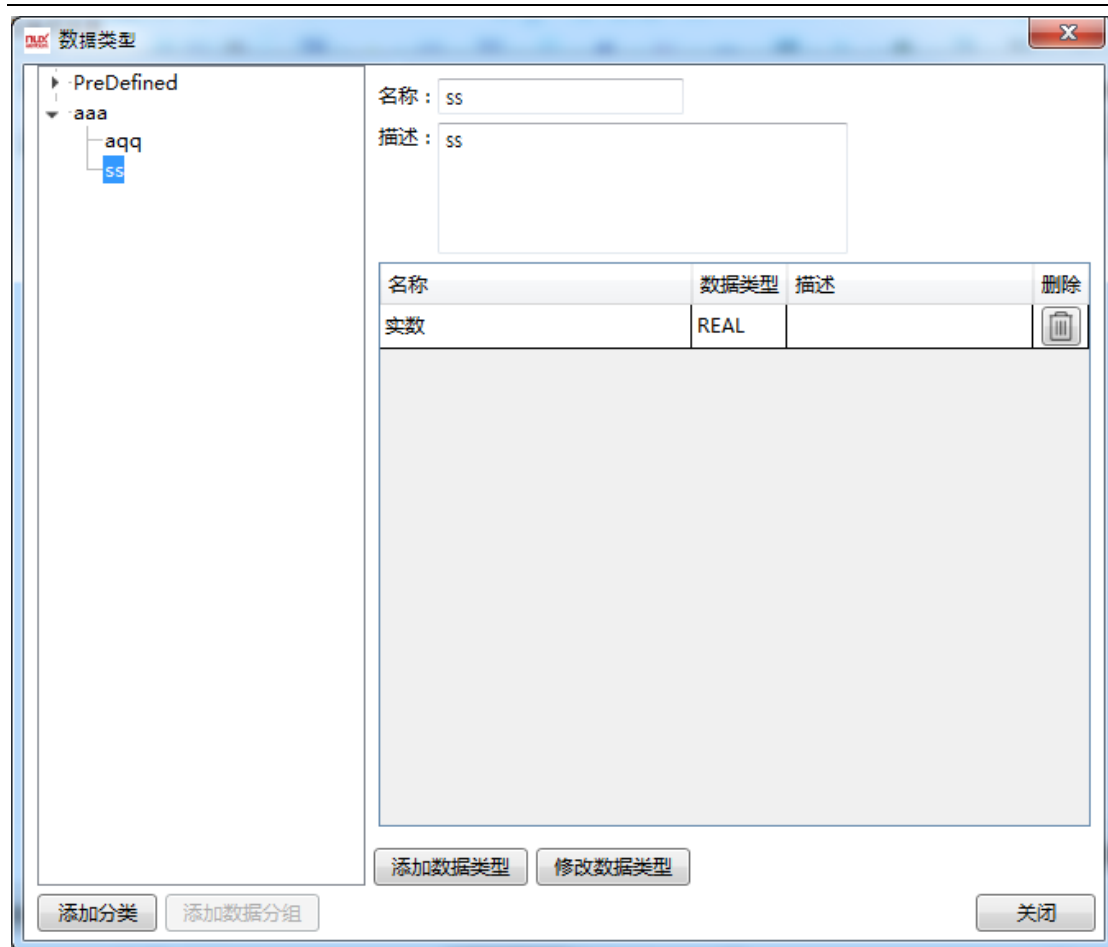 nux 数据类型
PreDefined
aaa
aqq
ss
名称： ss
描述： ss
名称 数据类型 描述 删除
实数 REAL
添加数据类型 修改数据类型
添加分类 添加数据分组 关闭